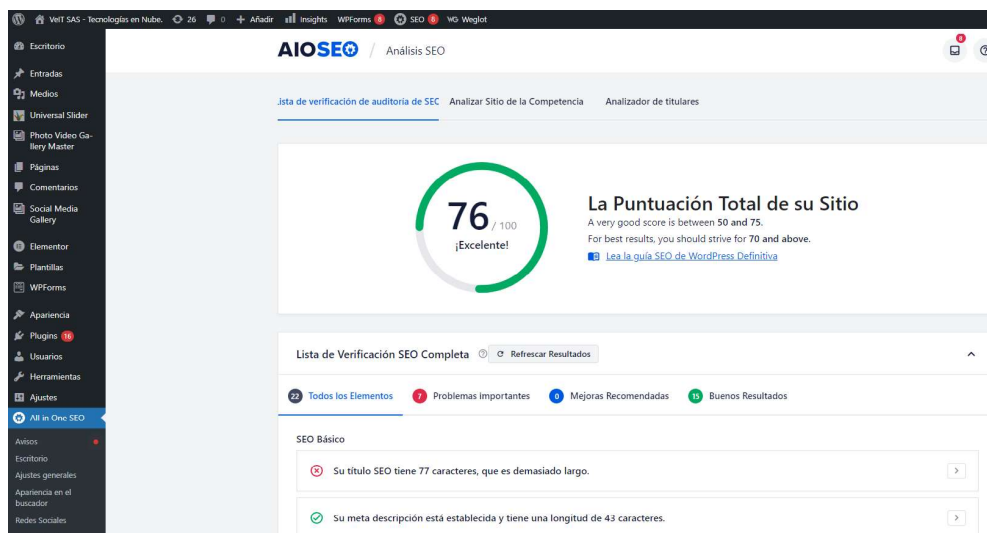 VeIT SAS - Tecnologías en Nube. 26 0 + Añadir Insights WPForms 8 SEO 8 WG Weglot
Escritorio
Entradas
Medios
Universal Slider
Photo Video Ga-
llery Master
Páginas
Comentarios
Social Media
Gallery
Elementor
Plantillas
WPForms
Apariencia
Plugins 16
Usuarios
Herramientas
Ajustes
All in One SEO
Avisos
Escritorio
Ajustes generales
Apariencia en el
buscador
Redes Sociales
AIOSEO / Análisis SEO
8
Lista de verificación de auditoría de SEC Analizar Sitio de la Competencia Analizador de titulares
76 / 100
¡Excelente!
La Puntuación Total de su Sitio
A very good score is between 50 and 75.
For best results, you should strive for 70 and above.
Lea la guía SEO de WordPress Definitiva
Lista de Verificación SEO Completa Refrescar Resultados
22 Todos los Elementos 7 Problemas importantes 0 Mejoras Recomendadas 15 Buenos Resultados
SEO Básico
Su título SEO tiene 77 caracteres, que es demasiado largo.
Su meta descripción está establecida y tiene una longitud de 43 caracteres.